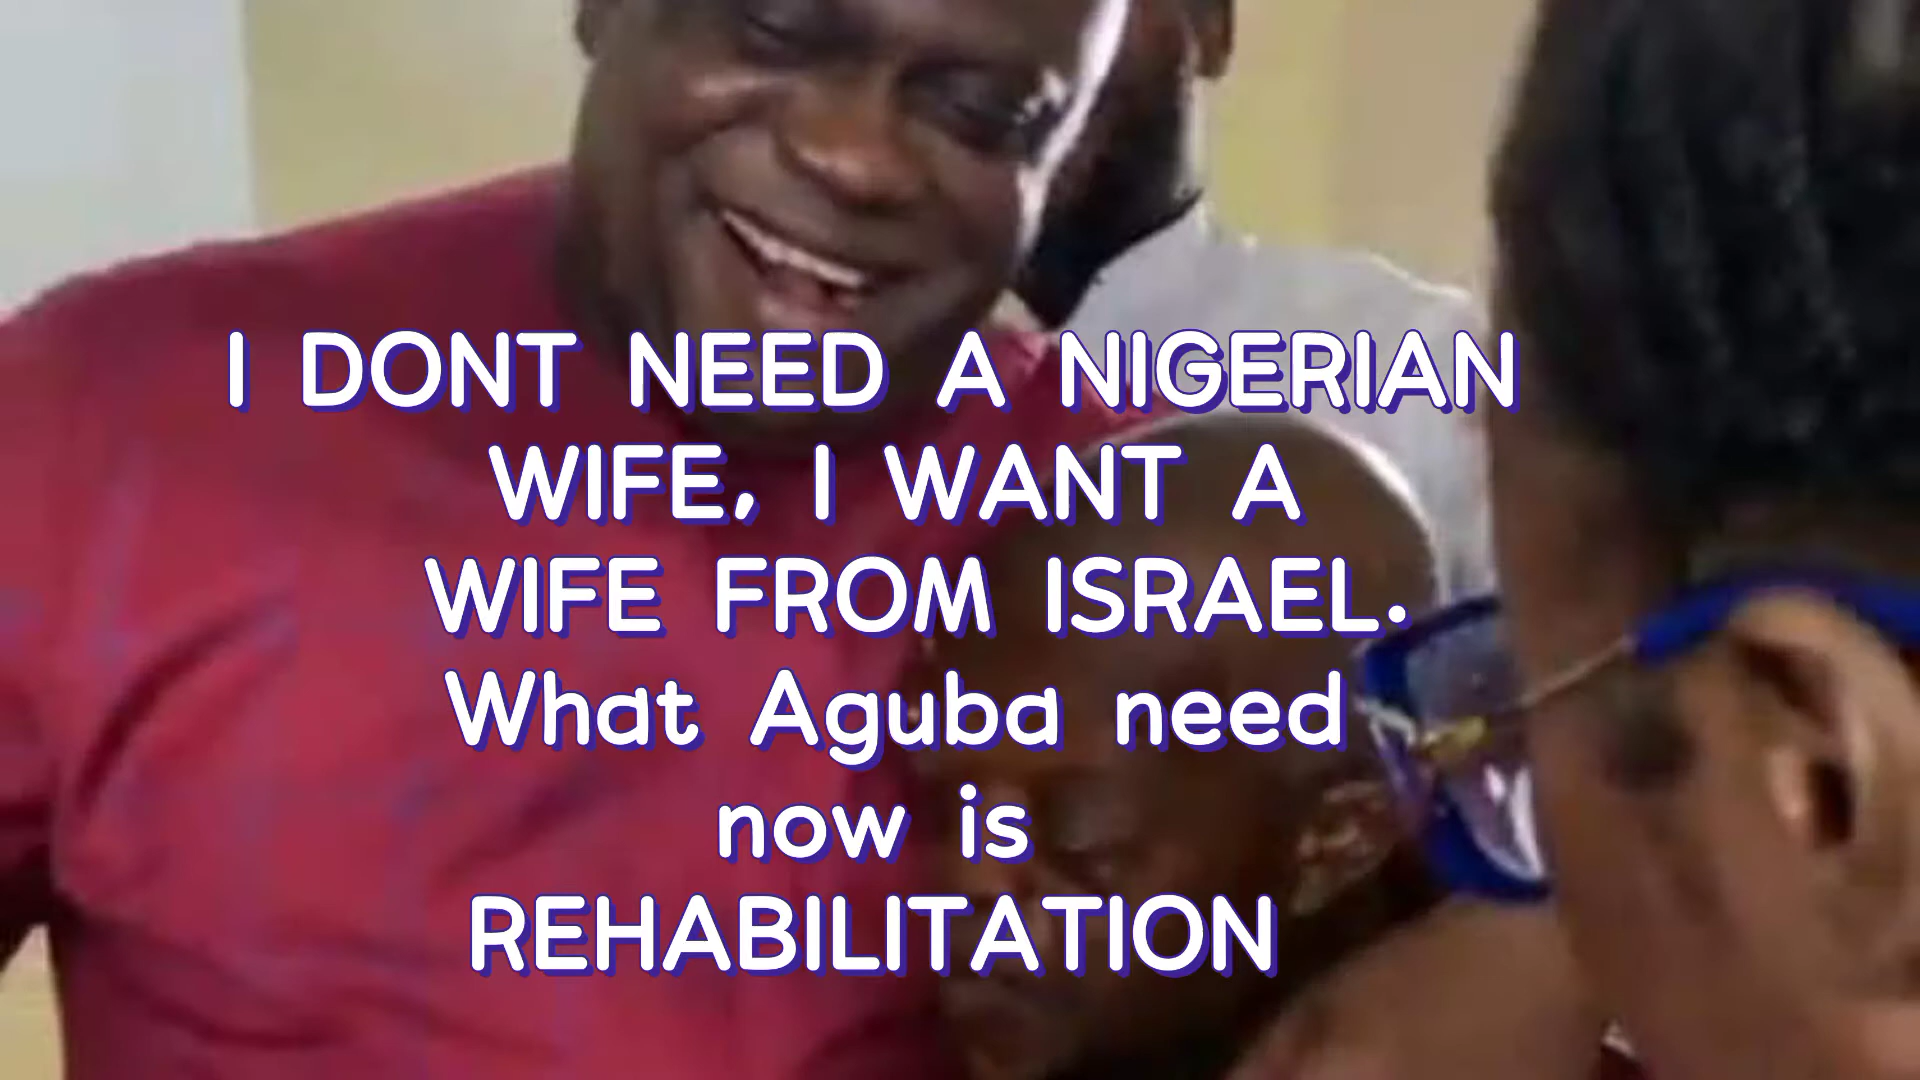 I DONT NEED A NIGERIAN
WIFE, I WANT A
WIFE FROM ISRAEL.
What Aguba need
now is
REHABILITATION